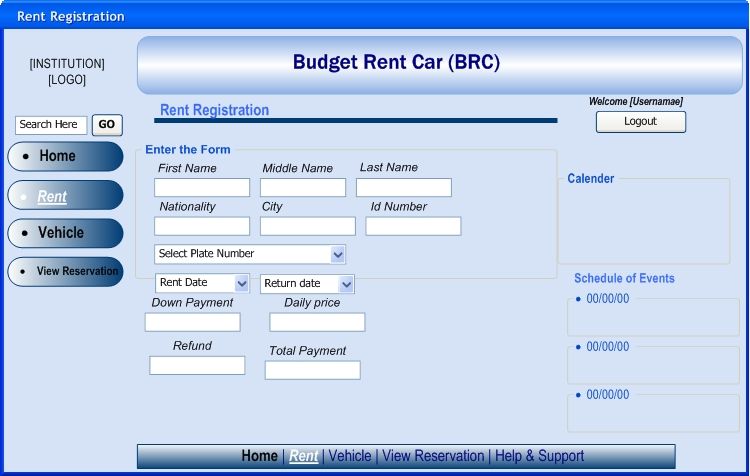 Rent Registration
[INSTITUTION]
[LOGO]
Budget Rent Car (BRC)
Search Here GO
Home
Rent
Vehicle
View Reservation
Rent Registration
Welcome [Usernamae]
Logout
Enter the Form
First Name Middle Name Last Name
Nationality City Id Number
Select Plate Number
Rent Date Return date
Down Payment Daily price
Refund Total Payment
Calender
Schedule of Events
00/00/00
00/00/00
00/00/00
Home | Rent | Vehicle | View Reservation | Help & Support